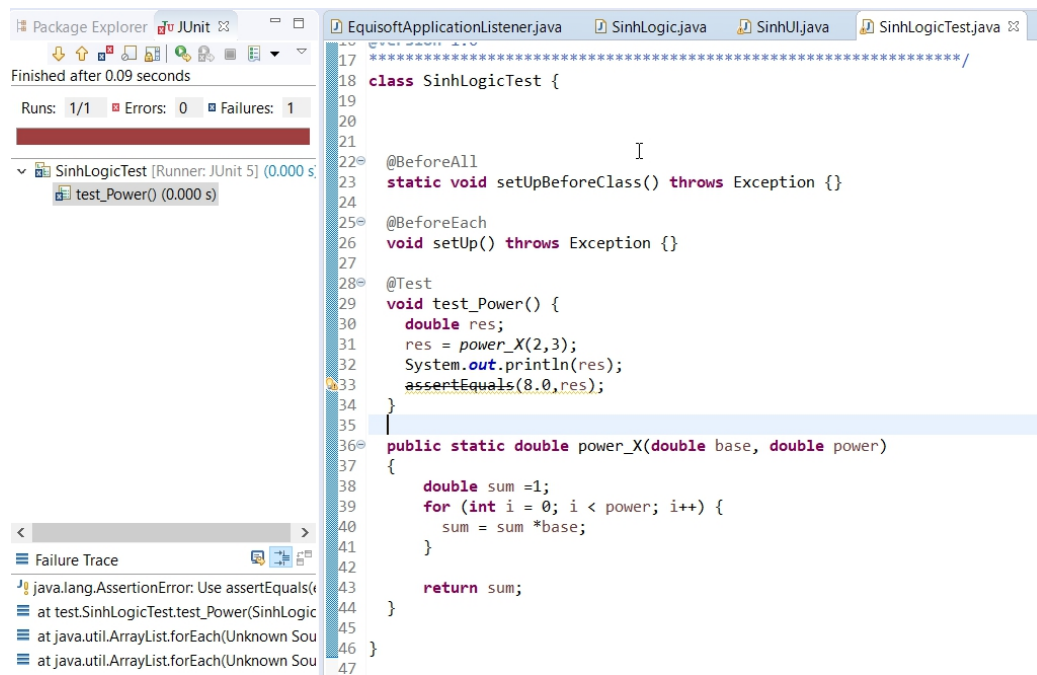 Package Explorer JUnit
Finished after 0.09 seconds
Runs: 1/1 Errors: 0 Failures: 1
SinhLogicTest [Runner: JUnit 5] (0.000 s
test_Power() (0.000 s)
Failure Trace
java.lang.AssertionError: Use assertEquals(
at test.SinhLogicTest.test_Power(SinhLogic
at java.util.ArrayList.forEach(Unknown Sou
at java.util.ArrayList.forEach(Unknown Sou
EquisoftApplicationListener.java SinhLogic.java SinhUI.java SinhLogicTest.java
16 @version 1.0
17 *****************************************************************/
18 class SinhLogicTest {
19
20
21
22 @BeforeAll
23 static void setUpBeforeClass() throws Exception {}
24
25 @BeforeEach
26 void setUp() throws Exception {}
27
28 @Test
29 void test_Power() {
30 double res;
31 res = power_X(2,3);
32 System.out.println(res);
33 assertEquals(8.0,res);
34 }
35
36 public static double power_X(double base, double power)
37 {
38 double sum =1;
39 for (int i = 0; i < power; i++) {
40 sum = sum *base;
41 }
42
43 return sum;
44 }
45
46 }
47